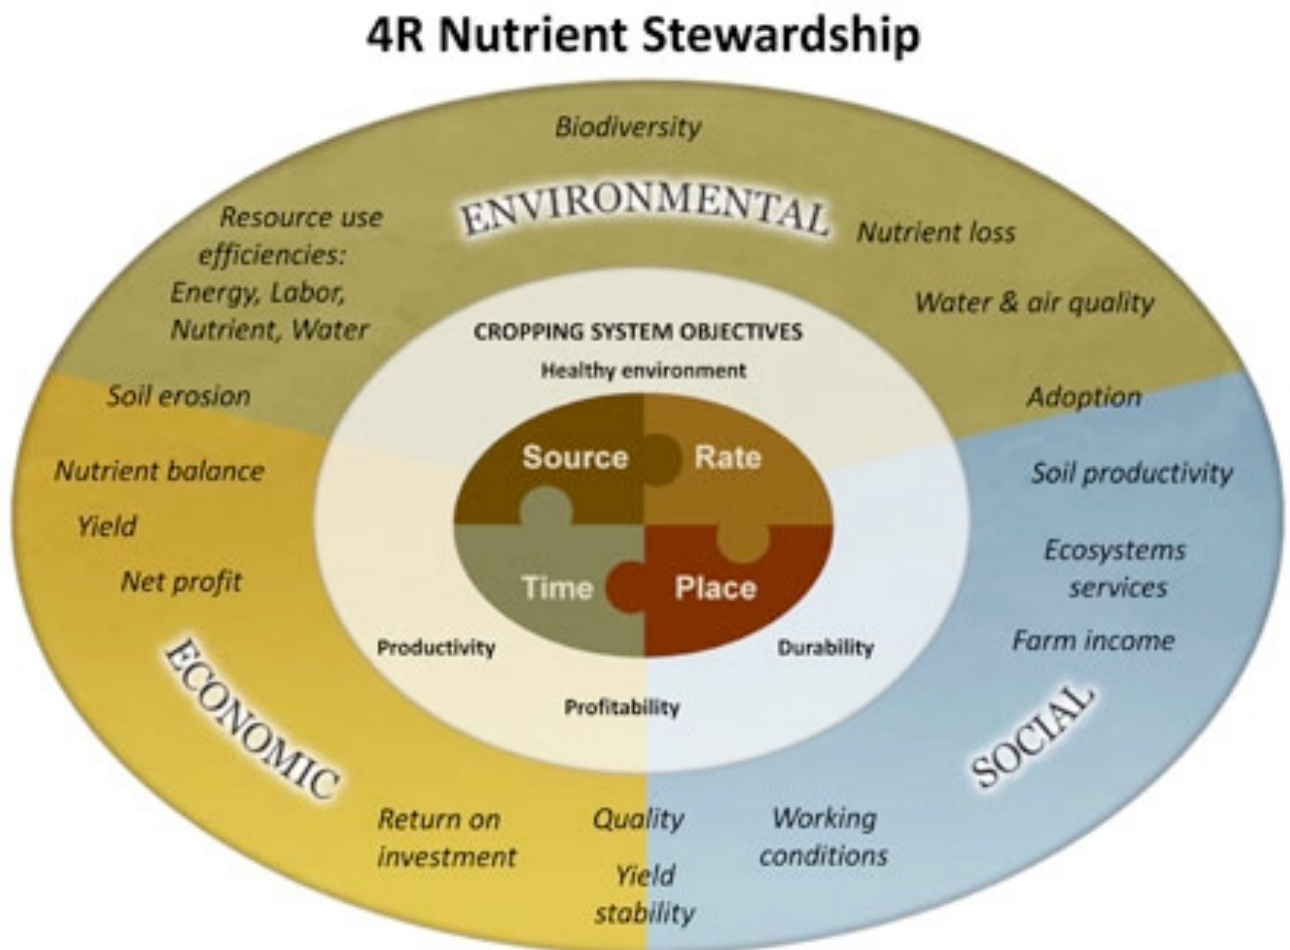 4R Nutrient Stewardship
Biodiversity
ENVIRONMENTAL
Resource use
efficiencies:
Energy, Labor,
Nutrient, Water
Nutrient loss
Water & air quality
CROPPING SYSTEM OBJECTIVES
Healthy environment
Soil erosion
Adoption
Source
Rate
Nutrient balance
Soil productivity
Yield
Ecosystems
services
Net profit
Time
Place
Farm income
Productivity
Durability
Profitability
ECONOMIC
SOCIAL
Return on
investment
Quality
Yield
stability
Working
conditions